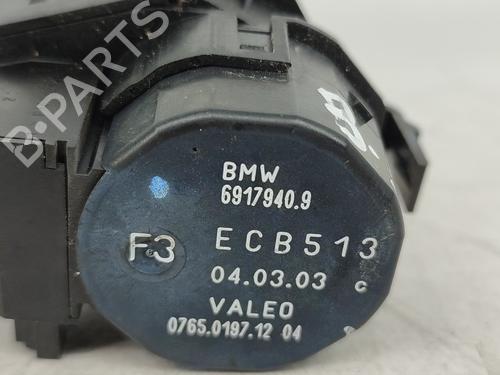 B-PARTS
BMW
6917940.9
F3 ECB513
04.03.03 c
VALEO
0765.0197.12 04